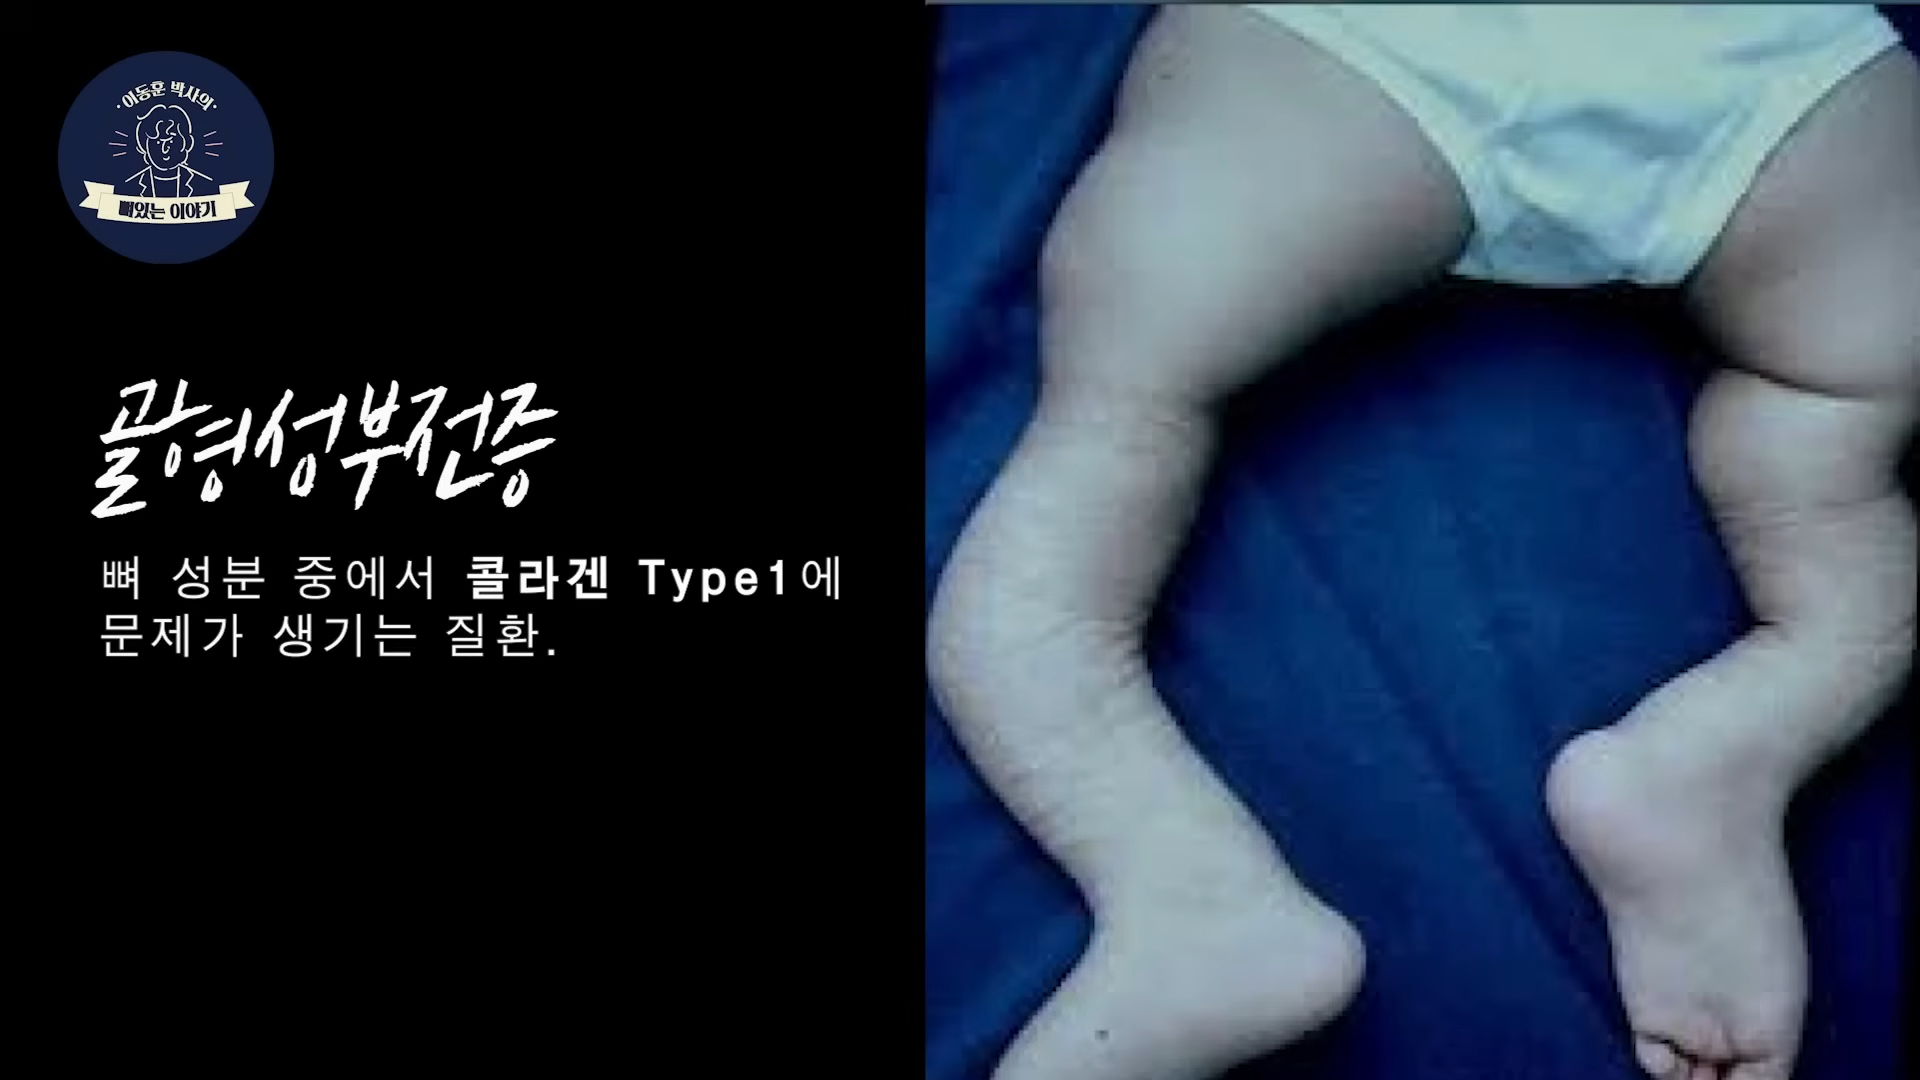 ·이동훈 박사의·
뼈있는 이야기
골형성부전증
뼈 성분 중에서 콜라겐 Type1에
문제가 생기는 질환.